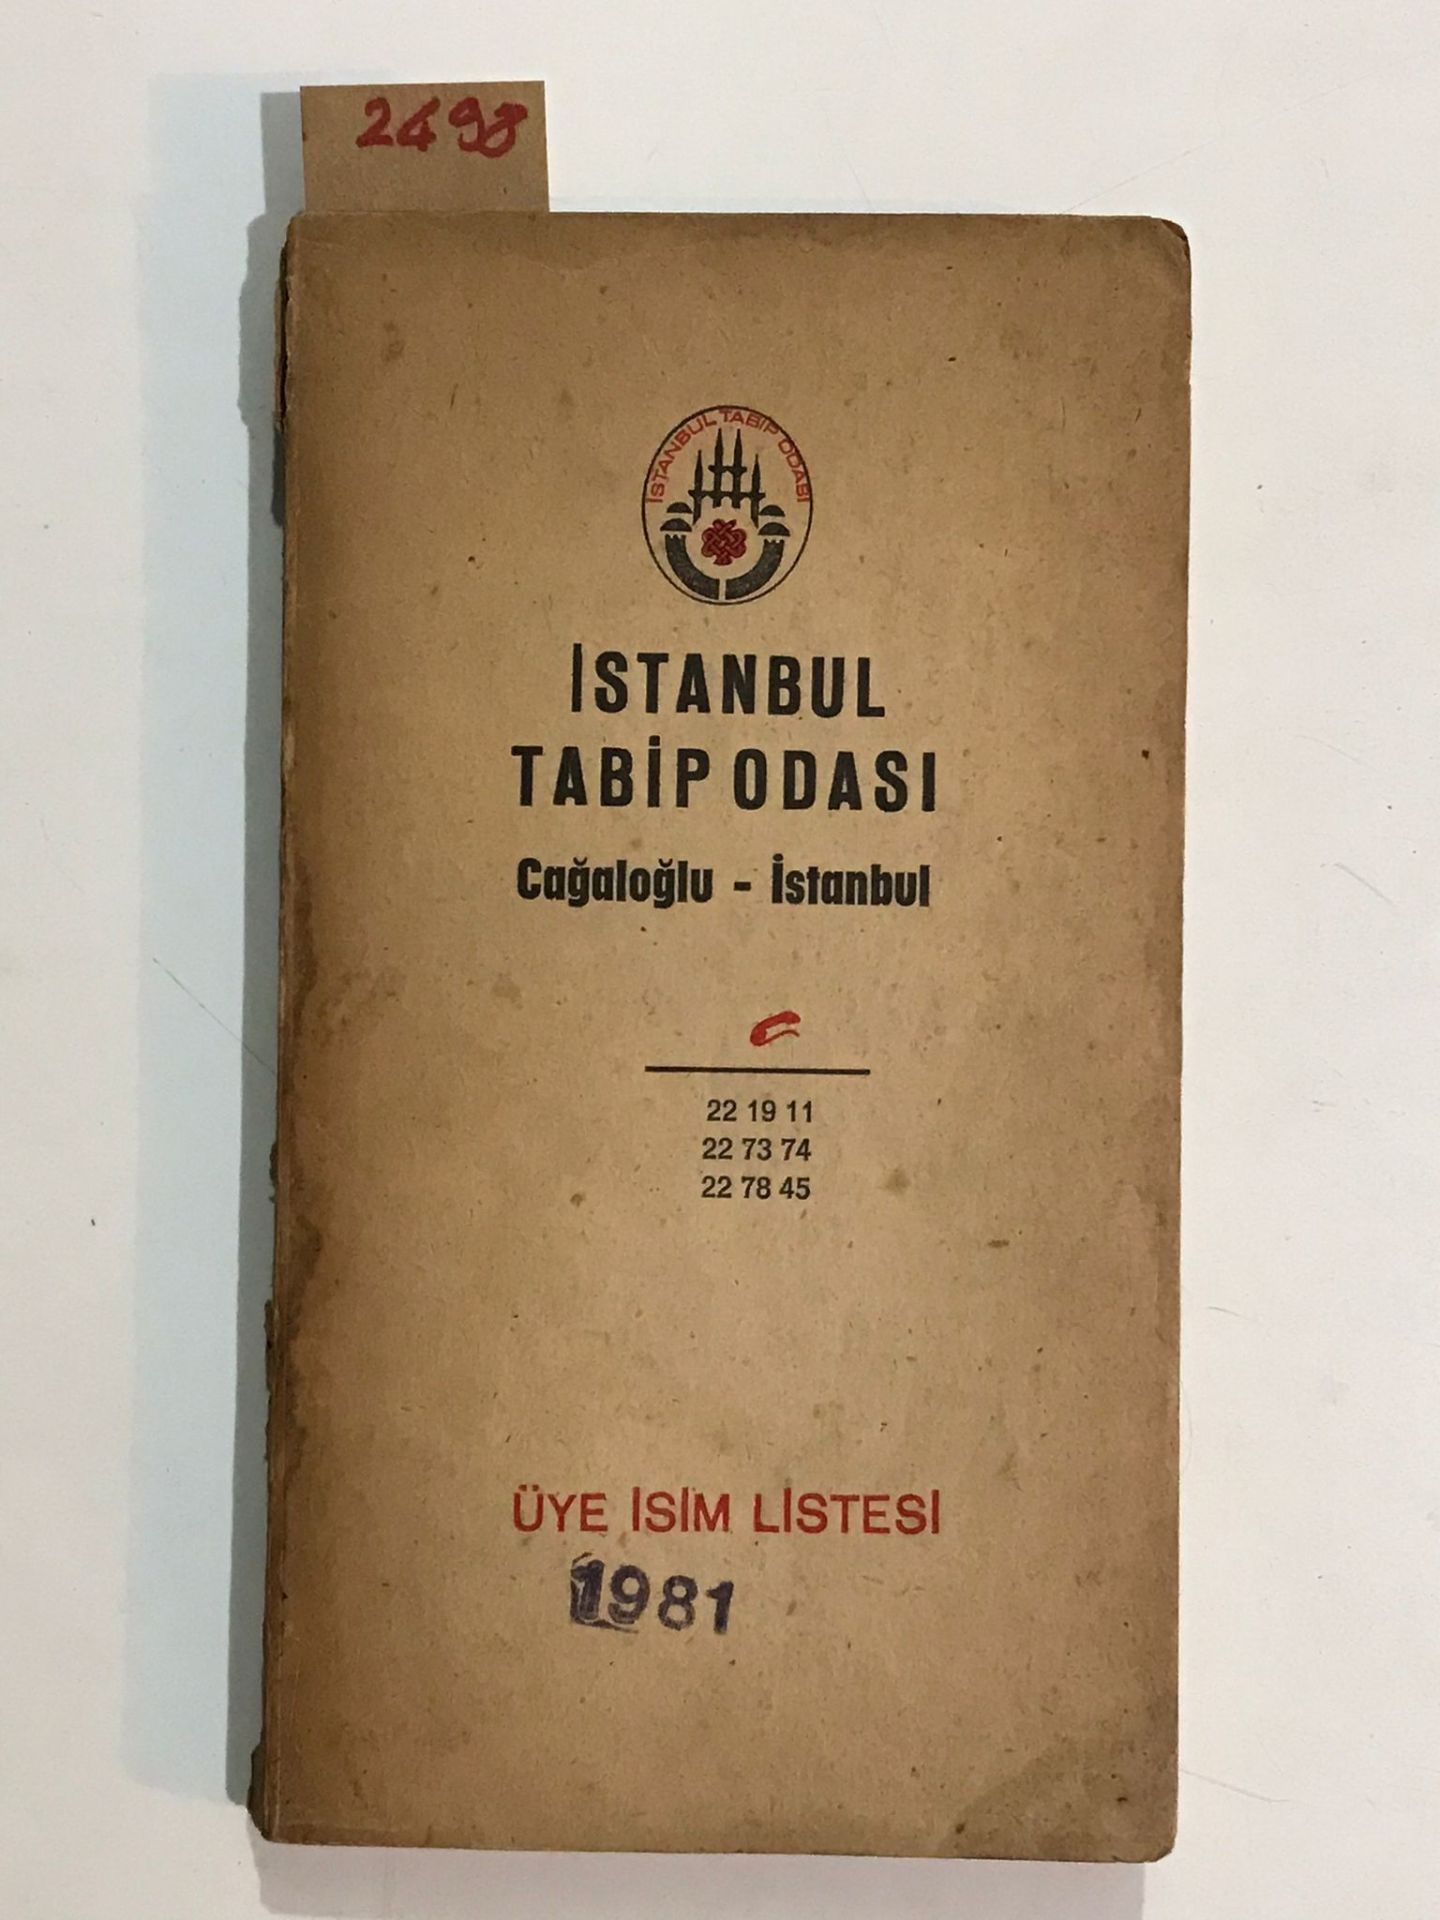 2498
İSTANBUL TABİP ODASI
İSTANBUL
TABİP ODASI
Cağaloğlu - İstanbul
22 19 11
22 73 74
22 78 45
ÜYE İSİM LİSTESİ
1981